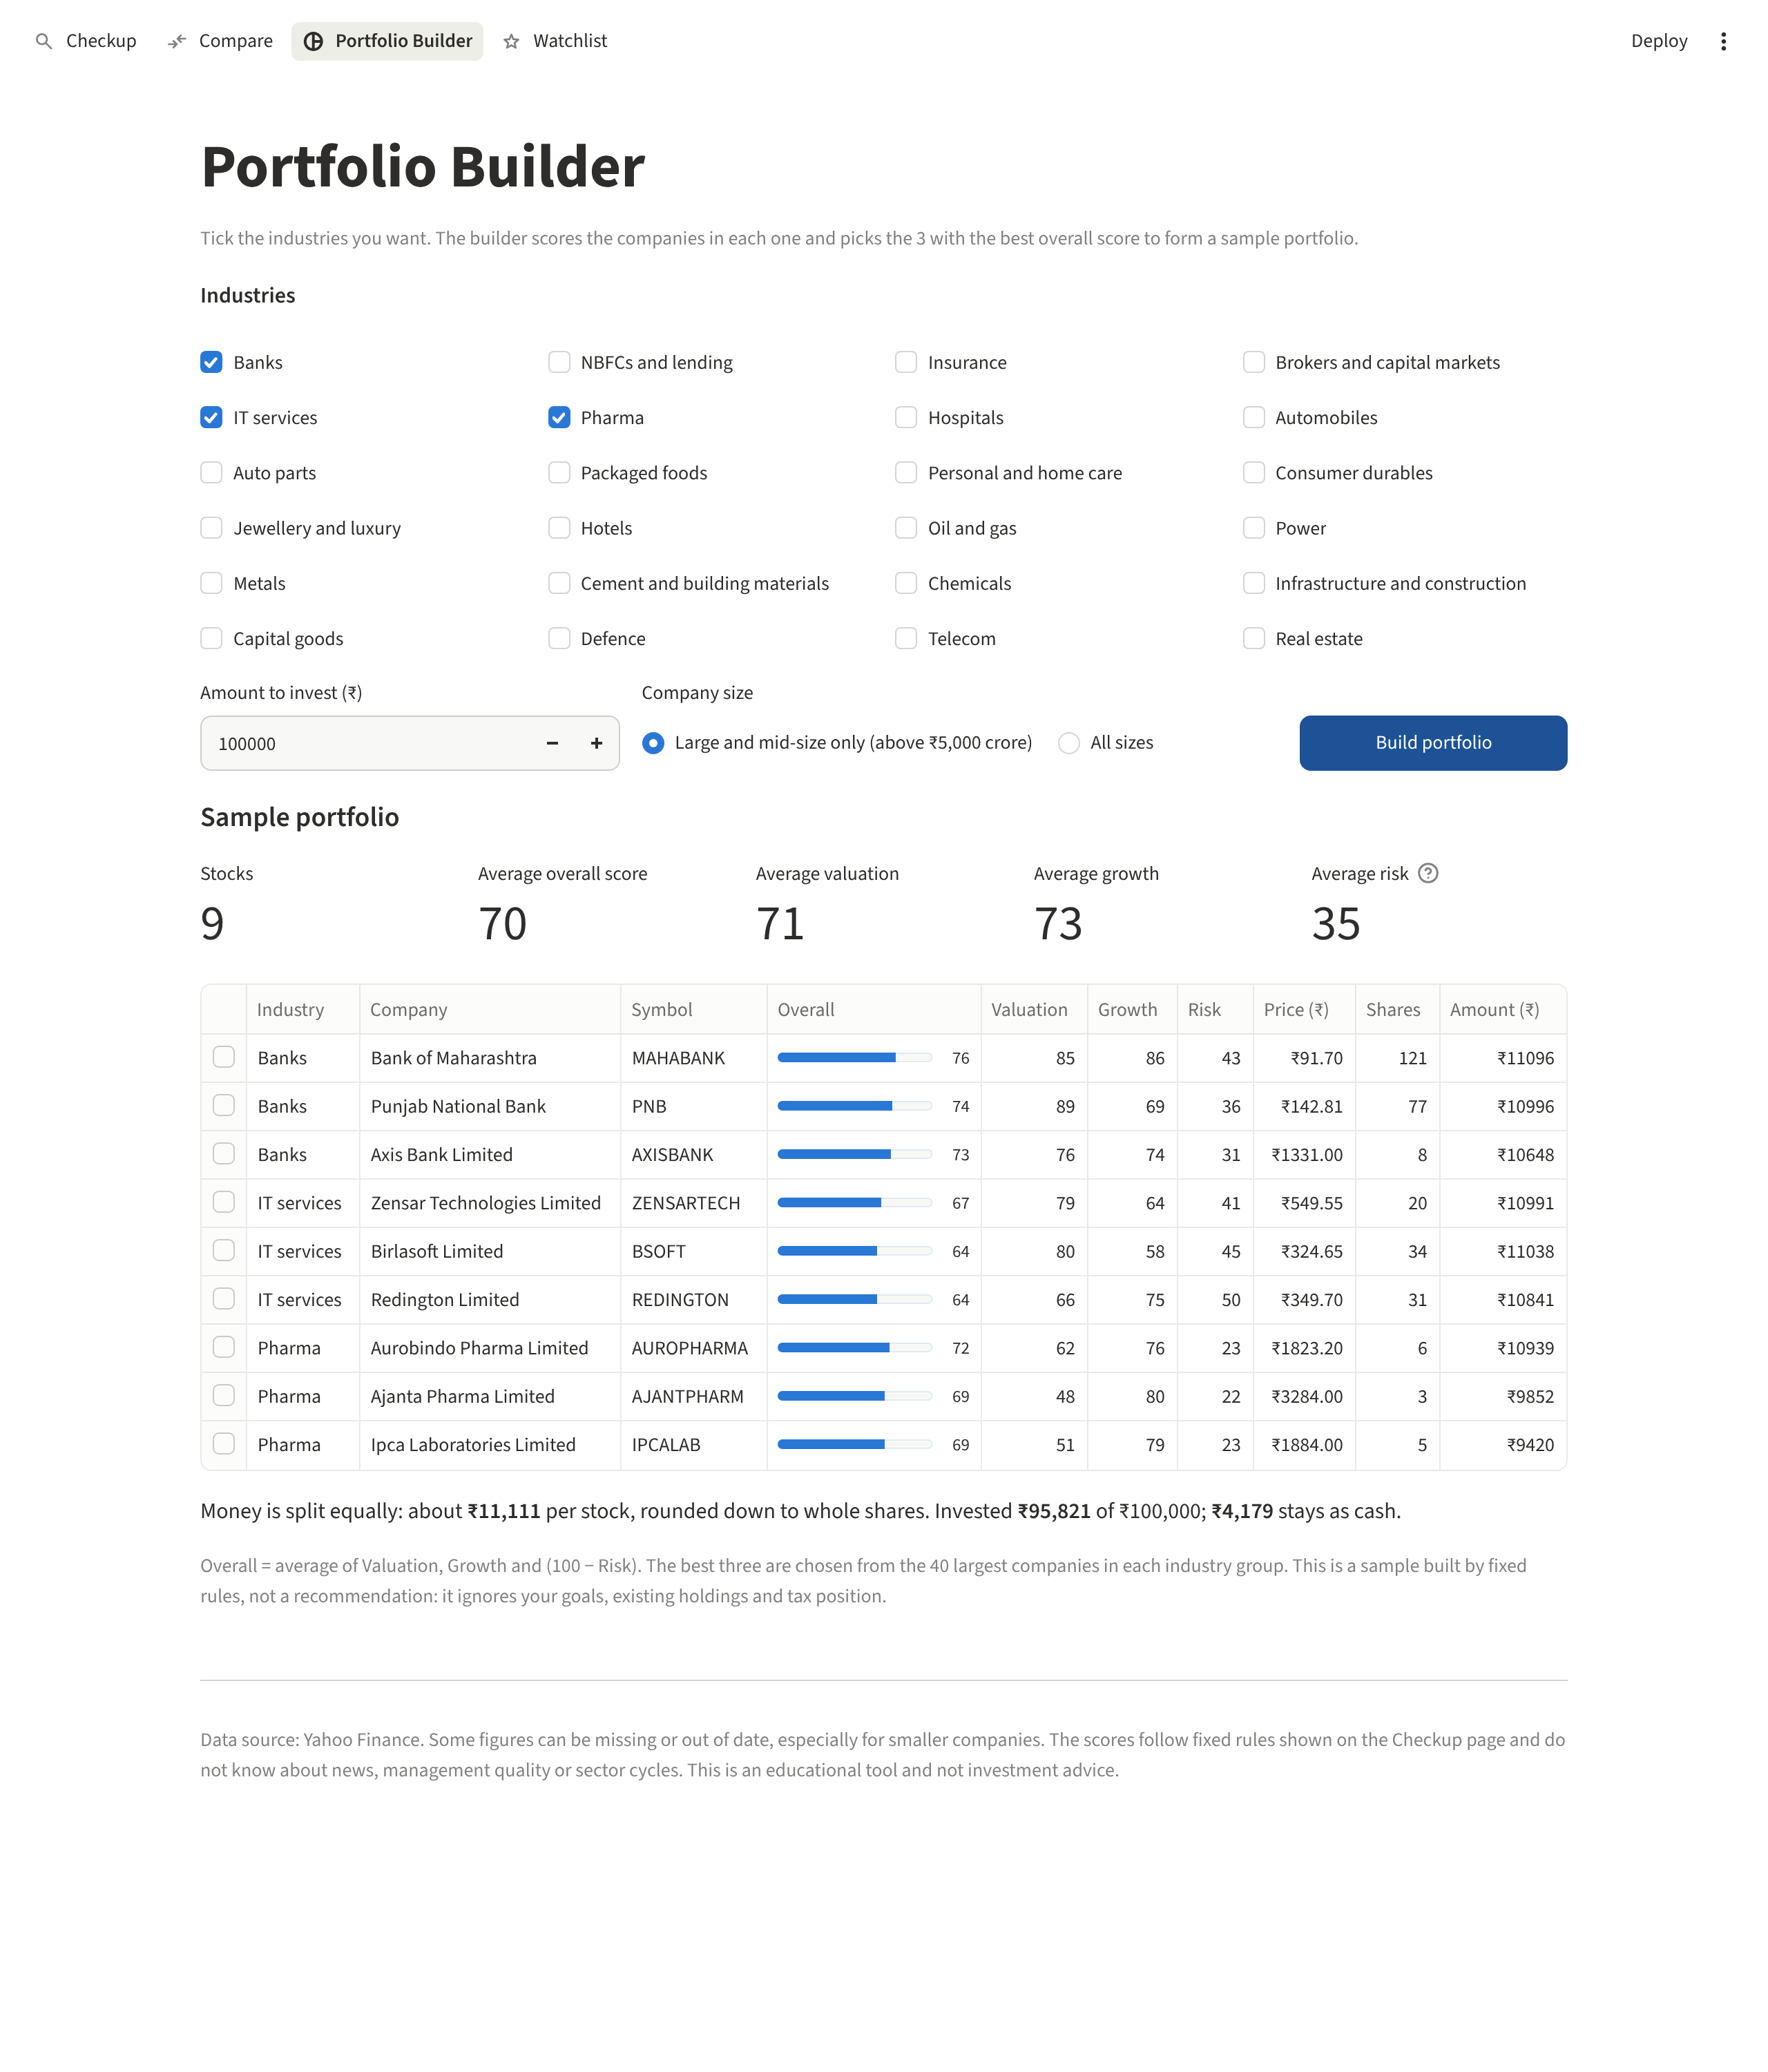 Checkup Compare Portfolio Builder Watchlist Deploy
Portfolio Builder
Tick the industries you want. The builder scores the companies in each one and picks the 3 with the best overall score to form a sample portfolio.
Industries
Banks NBFCs and lending Insurance Brokers and capital markets
IT services Pharma Hospitals Automobiles
Auto parts Packaged foods Personal and home care Consumer durables
Jewellery and luxury Hotels Oil and gas Power
Metals Cement and building materials Chemicals Infrastructure and construction
Capital goods Defence Telecom Real estate
Amount to invest (₹) Company size
100000 − + Large and mid-size only (above ₹5,000 crore) All sizes Build portfolio
Sample portfolio
Stocks Average overall score Average valuation Average growth Average risk ?
9 70 71 73 35
Industry Company Symbol Overall Valuation Growth Risk Price (₹) Shares Amount (₹)
Banks Bank of Maharashtra MAHABANK 76 85 86 43 ₹91.70 121 ₹11096
Banks Punjab National Bank PNB 74 89 69 36 ₹142.81 77 ₹10996
Banks Axis Bank Limited AXISBANK 73 76 74 31 ₹1331.00 8 ₹10648
IT services Zensar Technologies Limited ZENSARTECH 67 79 64 41 ₹549.55 20 ₹10991
IT services Birlasoft Limited BSOFT 64 80 58 45 ₹324.65 34 ₹11038
IT services Redington Limited REDINGTON 64 66 75 50 ₹349.70 31 ₹10841
Pharma Aurobindo Pharma Limited AUROPHARMA 72 62 76 23 ₹1823.20 6 ₹10939
Pharma Ajanta Pharma Limited AJANTPHARM 69 48 80 22 ₹3284.00 3 ₹9852
Pharma Ipca Laboratories Limited IPCALAB 69 51 79 23 ₹1884.00 5 ₹9420
Money is split equally: about ₹11,111 per stock, rounded down to whole shares. Invested ₹95,821 of ₹100,000; ₹4,179 stays as cash.
Overall = average of Valuation, Growth and (100 − Risk). The best three are chosen from the 40 largest companies in each industry group. This is a sample built by fixed
rules, not a recommendation: it ignores your goals, existing holdings and tax position.
Data source: Yahoo Finance. Some figures can be missing or out of date, especially for smaller companies. The scores follow fixed rules shown on the Checkup page and do
not know about news, management quality or sector cycles. This is an educational tool and not investment advice.